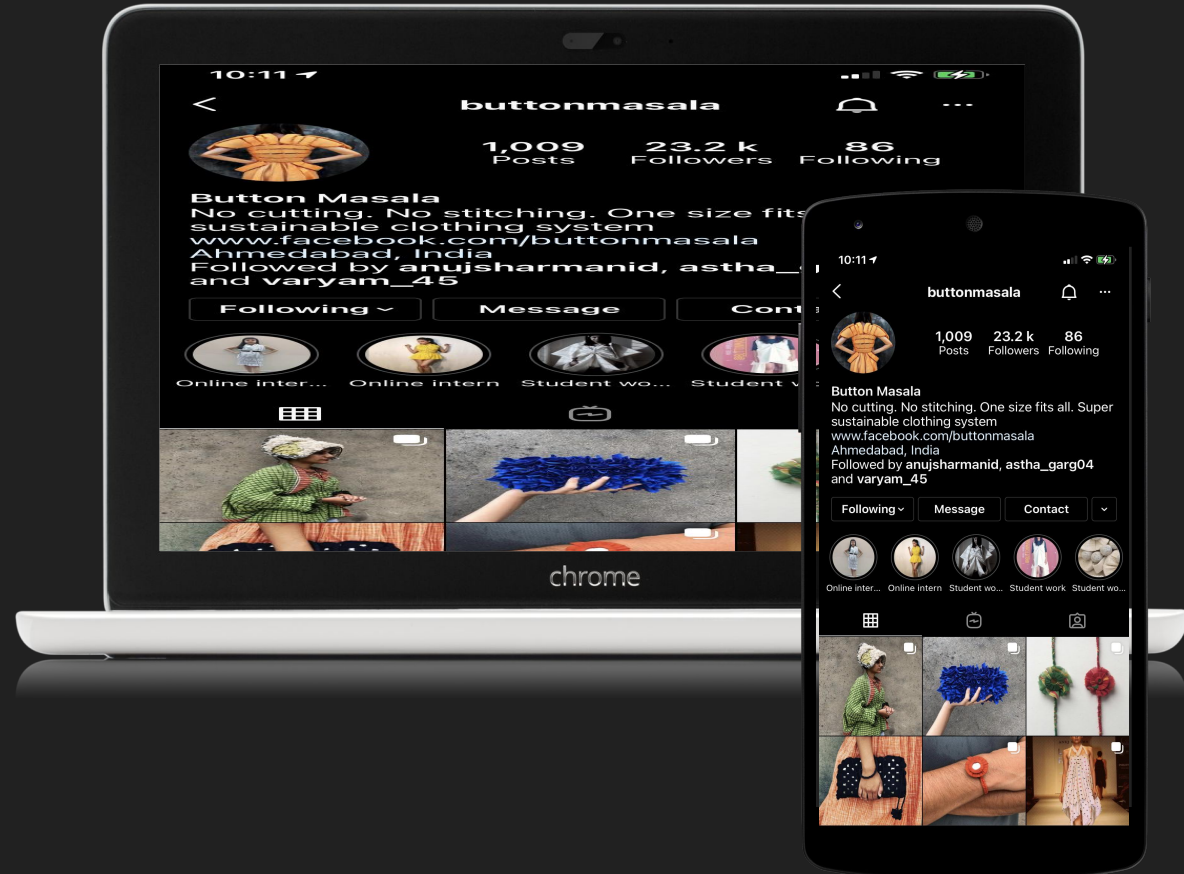 10:11
buttonmasala
1,009 23.2 k 86
Posts Followers Following
Button Masala
No cutting. No stitching. One size fits
sustainable clothing system
www.facebook.com/buttonmasala
Ahmedabad, India
Followed by anujsharmanid, astha_
and varyam_45
Following Message Cont
Online inter... Online intern Student wo... Student w
chrome
10:11
buttonmasala
1,009 23.2 k 86
Posts Followers Following
Button Masala
No cutting. No stitching. One size fits all. Super
sustainable clothing system
www.facebook.com/buttonmasala
Ahmedabad, India
Followed by anujsharmanid, astha_garg04
and varyam_45
Following Message Contact
Online inter... Online intern Student wo... Student work Student wo...